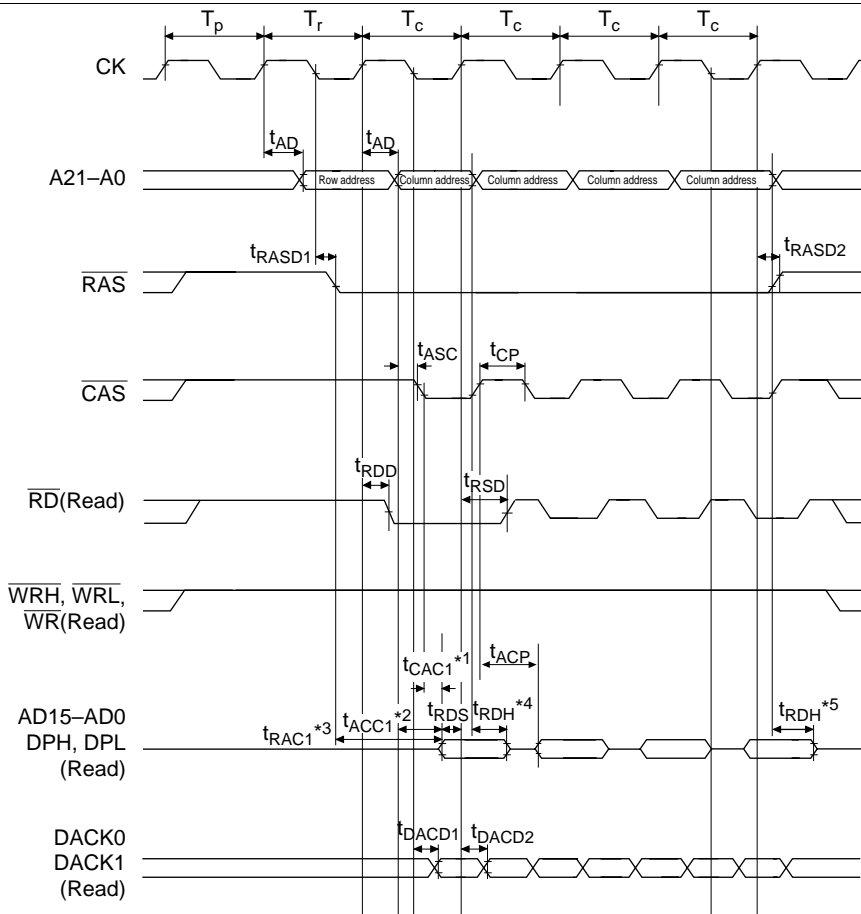 Tp Tr Tc Tc Tc Tc
CK
tAD tAD
A21–A0 Row address Column address Column address Column address Column address
tRASD1 tRASD2
RAS
tASC tCP
CAS
tRDD tRSD
RD(Read)
WRH, WRL,
WR(Read)
tCAC1*1 tACP
AD15–AD0
DPH, DPL
(Read)
tRAC1*3 tACC1*2 tRDS tRDH*4 tRDH*5
DACK0
DACK1
(Read)
tDACD1 tDACD2